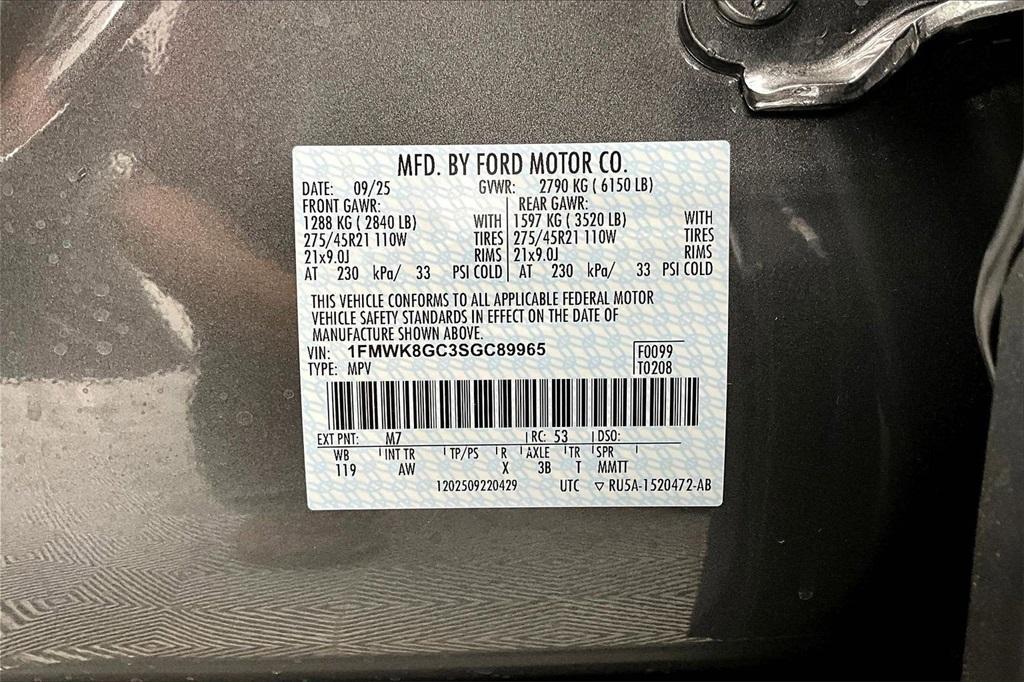 MFD. BY FORD MOTOR CO.
DATE: 09/25 GVWR: 2790 KG ( 6150 LB)
FRONT GAWR: REAR GAWR:
1288 KG ( 2840 LB) WITH 1597 KG ( 3520 LB) WITH
275/45R21 110W TIRES 275/45R21 110W TIRES
21x9.0J RIMS 21x9.0J RIMS
AT 230 kPa/ 33 PSI COLD AT 230 kPa/ 33 PSI COLD
THIS VEHICLE CONFORMS TO ALL APPLICABLE FEDERAL MOTOR
VEHICLE SAFETY STANDARDS IN EFFECT ON THE DATE OF
MANUFACTURE SHOWN ABOVE.
VIN: 1FMWK8GC3SGC89965 F0099
TYPE: MPV T0208
EXT PNT: M7 RC: 53 DSO:
WB INT TR TP/PS R AXLE TR SPR
119 AW X 3B T MMTT
1202509220429 UTC ▽ RU5A-1520472-AB